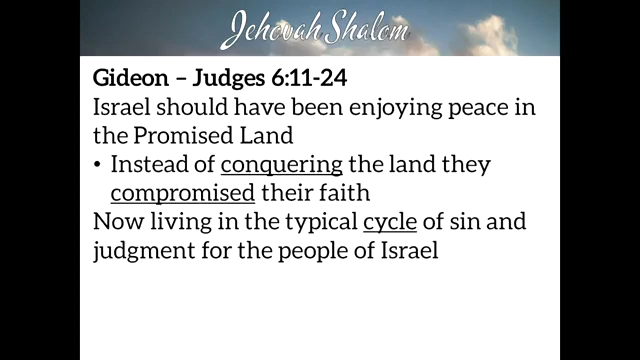 Jehovah Shalom
Gideon – Judges 6:11-24
Israel should have been enjoying peace in
the Promised Land
• Instead of conquering the land they
compromised their faith
Now living in the typical cycle of sin and
judgment for the people of Israel